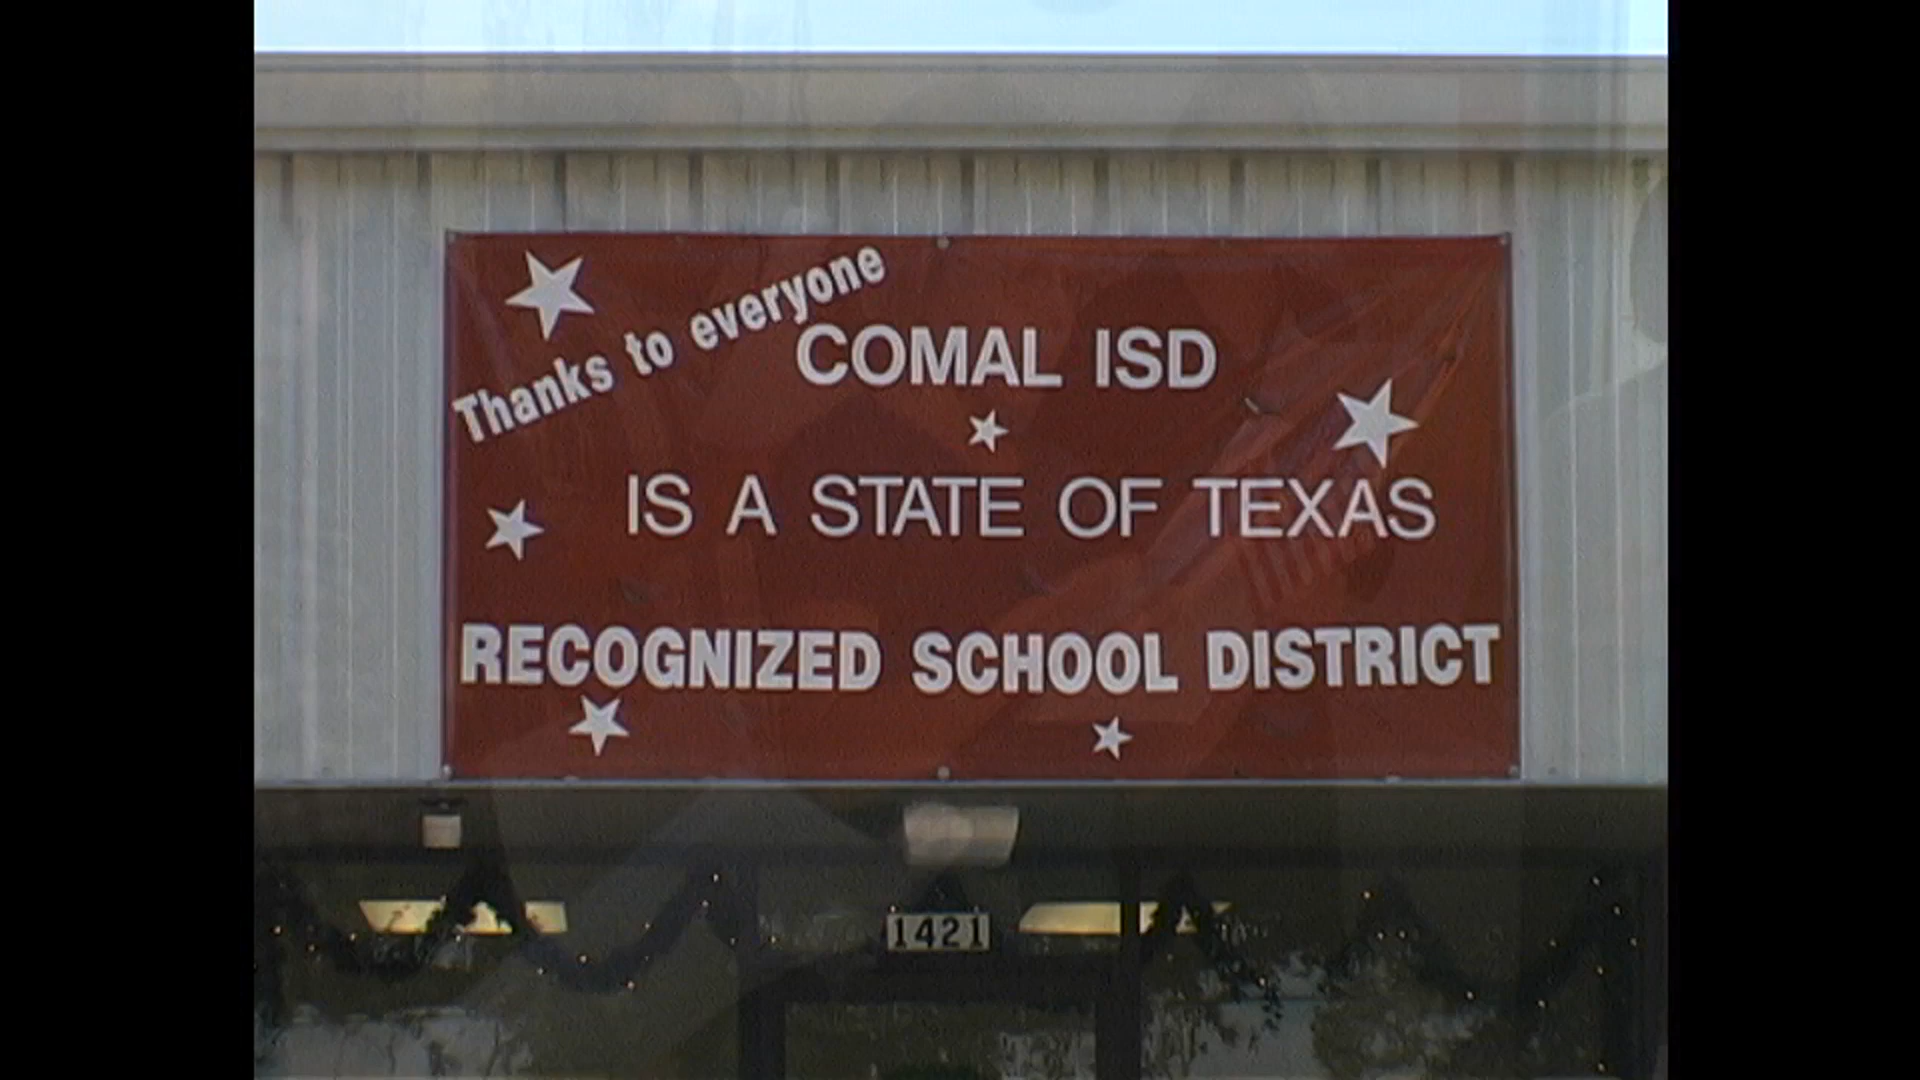 Thanks to everyone
COMAL ISD
IS A STATE OF TEXAS
RECOGNIZED SCHOOL DISTRICT
1421